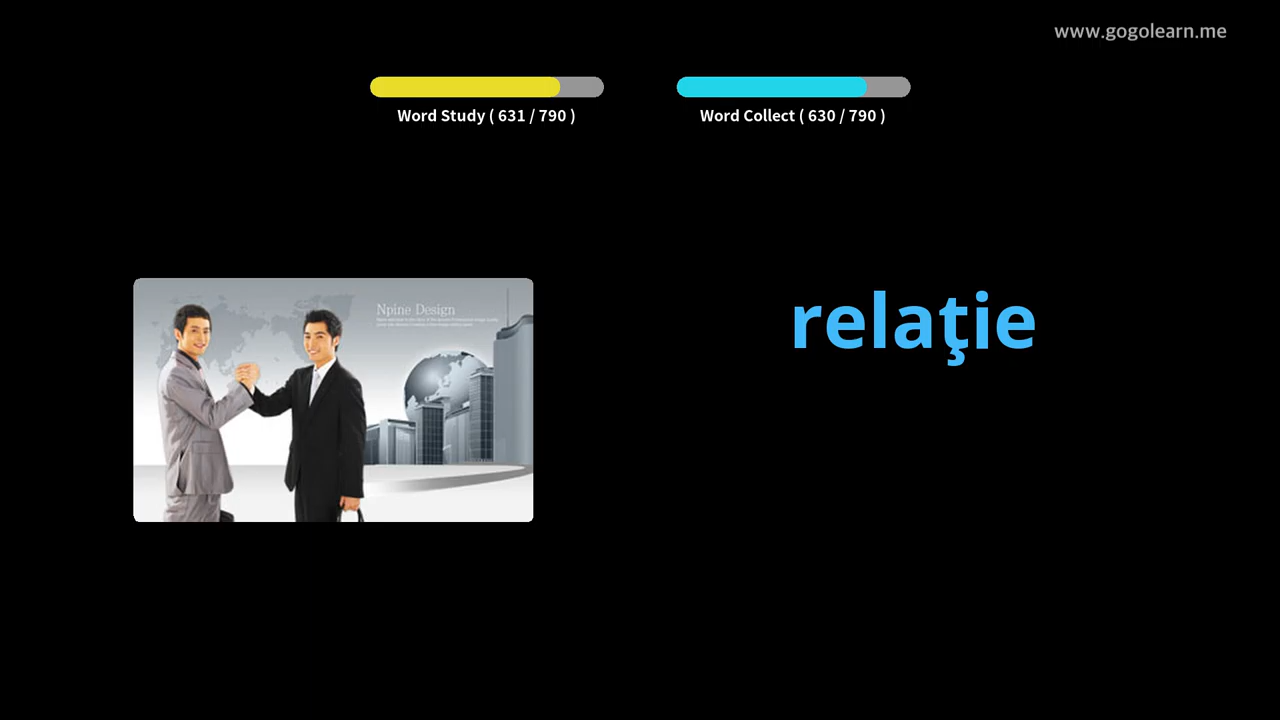 www.gogolearn.me
Word Study ( 631 / 790 )
Word Collect ( 630 / 790 )
Npine Design
relaţie